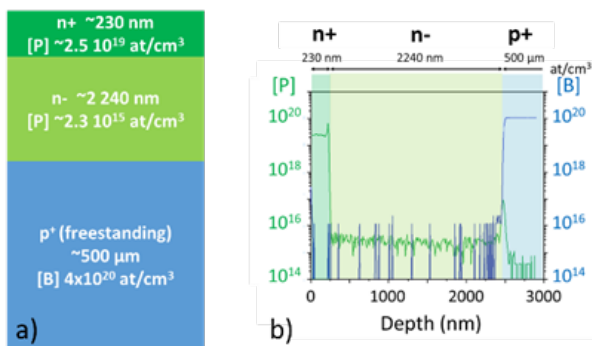 n+ ~230 nm
[P] ~2.5 10¹⁹ at/cm³
n- ~2 240 nm
[P] ~2.3 10¹⁵ at/cm³
p⁺ (freestanding)
~500 µm
[B] 4x10²⁰ at/cm³
a)
n+ n- p+
230 nm 2240 nm 500 µm
at/cm³
[P] [B]
10²⁰ 10²⁰
10¹⁸ 10¹⁸
10¹⁶ 10¹⁶
10¹⁴ 10¹⁴
0 1000 2000 3000
b) Depth (nm)